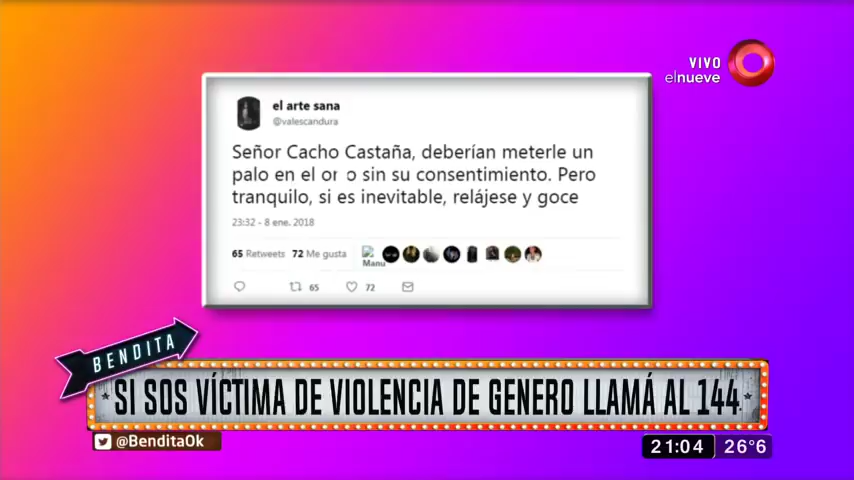 VIVO
elnueve
el arte sana
@valescandura
Señor Cacho Castaña, deberían meterle un
palo en el or o sin su consentimiento. Pero
tranquilo, si es inevitable, relájese y goce
23:32 - 8 ene. 2018
65 Retweets 72 Me gusta
Manu
65 72
BENDITA
SI SOS VÍCTIMA DE VIOLENCIA DE GENERO LLAMÁ AL 144
@BenditaOk
21:04 26°6